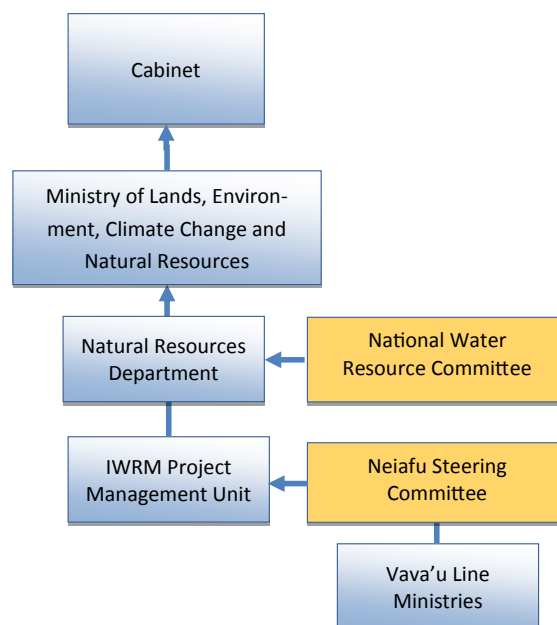 Cabinet
Ministry of Lands, Environ-
ment, Climate Change and
Natural Resources
Natural Resources
Department
National Water
Resource Committee
IWRM Project
Management Unit
Neiafu Steering
Committee
Vava’u Line
Ministries